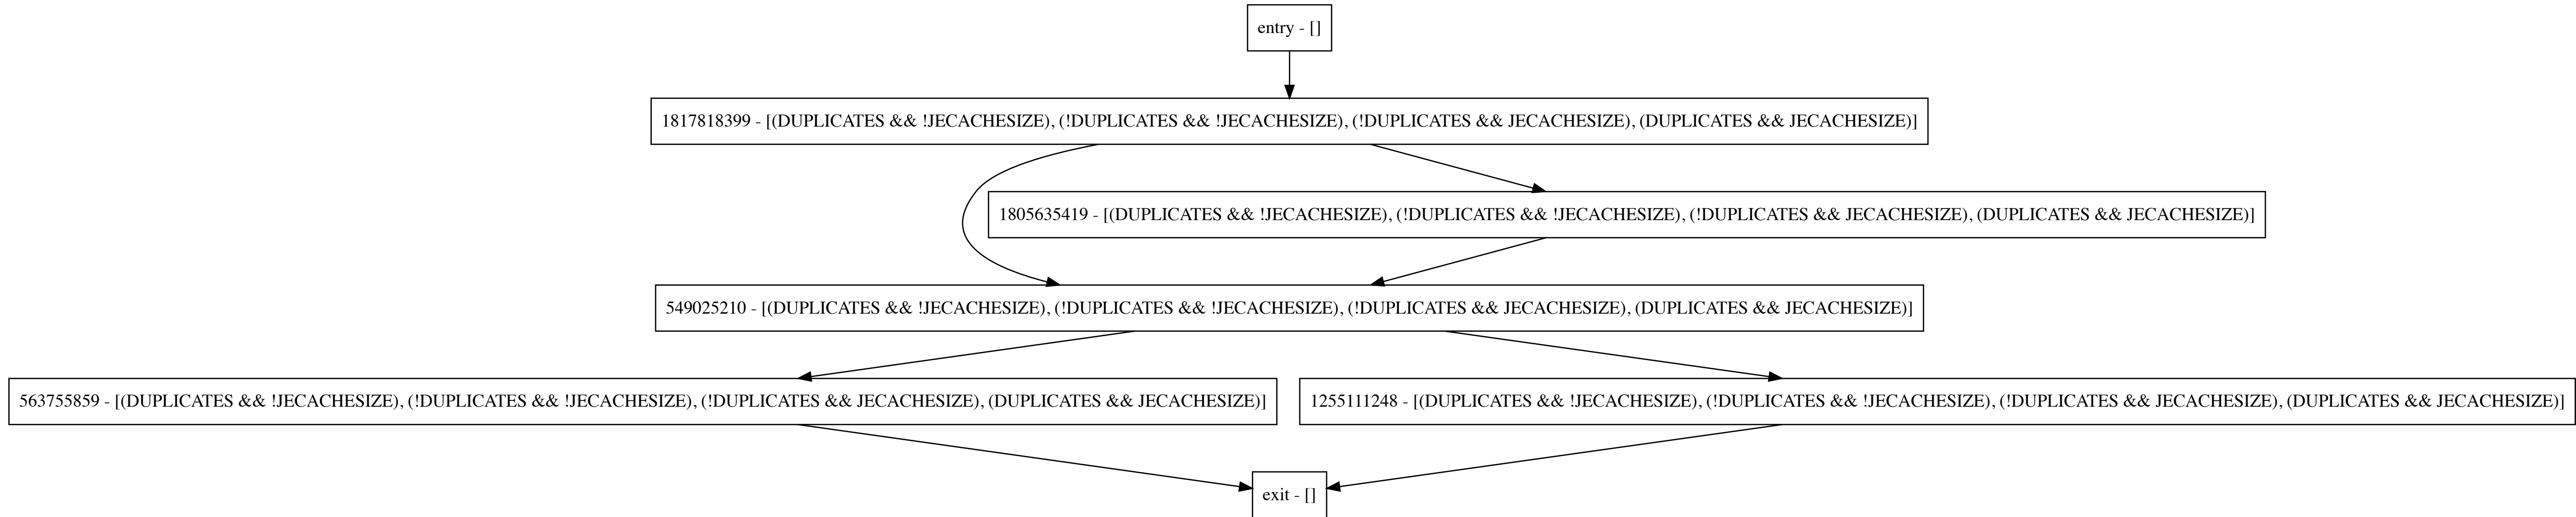 entry - []
1817818399 - [(DUPLICATES && !JECACHESIZE), (!DUPLICATES && !JECACHESIZE), (!DUPLICATES && JECACHESIZE), (DUPLICATES && JECACHESIZE)]
1805635419 - [(DUPLICATES && !JECACHESIZE), (!DUPLICATES && !JECACHESIZE), (!DUPLICATES && JECACHESIZE), (DUPLICATES && JECACHESIZE)]
549025210 - [(DUPLICATES && !JECACHESIZE), (!DUPLICATES && !JECACHESIZE), (!DUPLICATES && JECACHESIZE), (DUPLICATES && JECACHESIZE)]
563755859 - [(DUPLICATES && !JECACHESIZE), (!DUPLICATES && !JECACHESIZE), (!DUPLICATES && JECACHESIZE), (DUPLICATES && JECACHESIZE)]
1255111248 - [(DUPLICATES && !JECACHESIZE), (!DUPLICATES && !JECACHESIZE), (!DUPLICATES && JECACHESIZE), (DUPLICATES && JECACHESIZE)]
exit - []